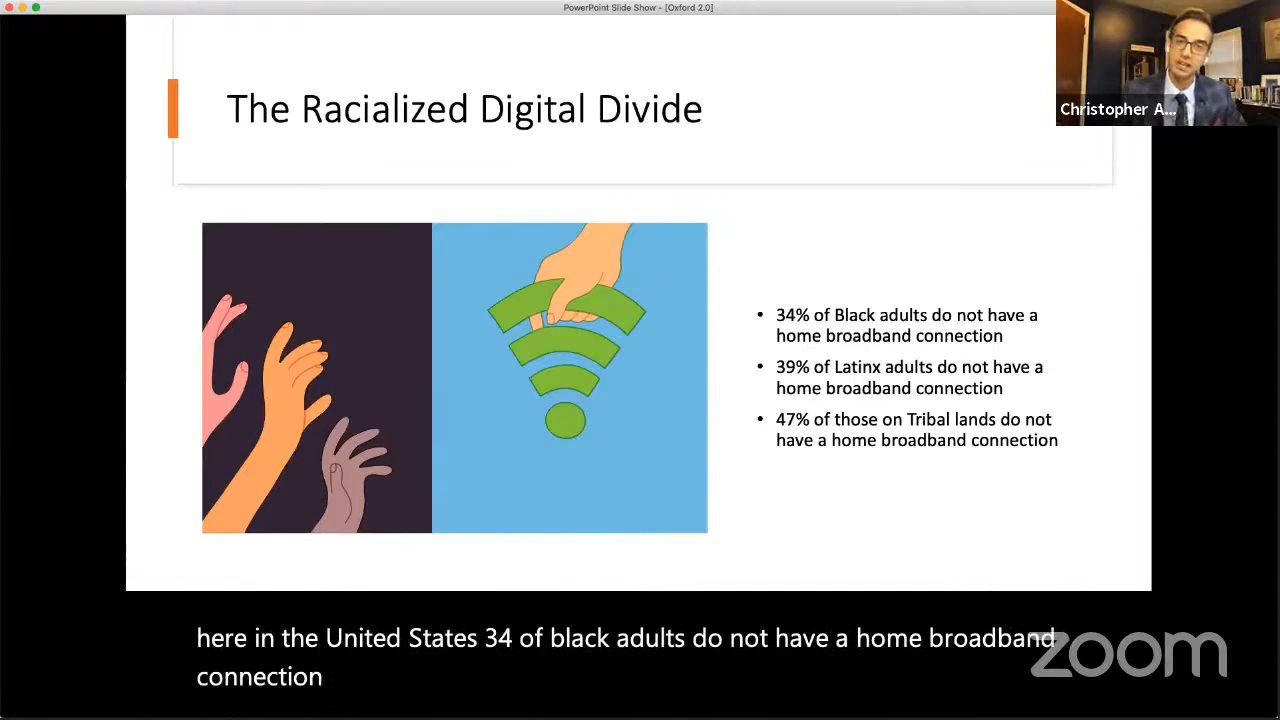 PowerPoint Slide Show - [Oxford 2.0]
Christopher A...
The Racialized Digital Divide
• 34% of Black adults do not have a
home broadband connection
• 39% of Latinx adults do not have a
home broadband connection
• 47% of those on Tribal lands do not
have a home broadband connection
here in the United States 34 of black adults do not have a home broadband
connection
zoom